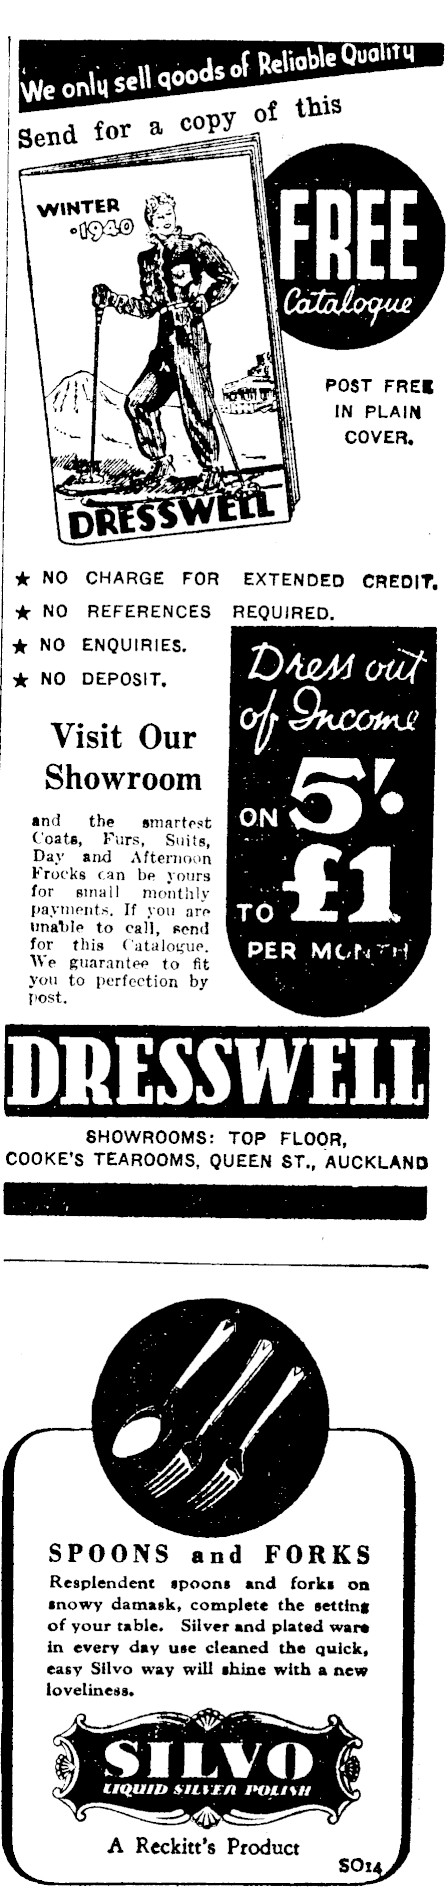 We only sell goods of Reliable Quality
Send for a copy of this
WINTER
1940
DRESSWELL
FREE
Catalogue
POST FREE
IN PLAIN
COVER.
★ NO CHARGE FOR EXTENDED CREDIT.
★ NO REFERENCES REQUIRED.
★ NO ENQUIRIES.
★ NO DEPOSIT.
Visit Our
Showroom
and the smartest
Coats, Furs, Suits,
Day and Afternoon
Frocks can be yours
for small monthly
payments. If you are
unable to call, send
for this Catalogue.
We guarantee to fit
you to perfection by
post.
Dress out
of Income
ON 5/-
TO £1
PER MONTH
DRESSWELL
SHOWROOMS: TOP FLOOR,
COOKE'S TEAROOMS, QUEEN ST., AUCKLAND
SPOONS and FORKS
Resplendent spoons and forks on
snowy damask, complete the setting
of your table. Silver and plated ware
in every day use cleaned the quick,
easy Silvo way will shine with a new
loveliness.
SILVO
LIQUID SILVER POLISH
A Reckitt's Product
SO14